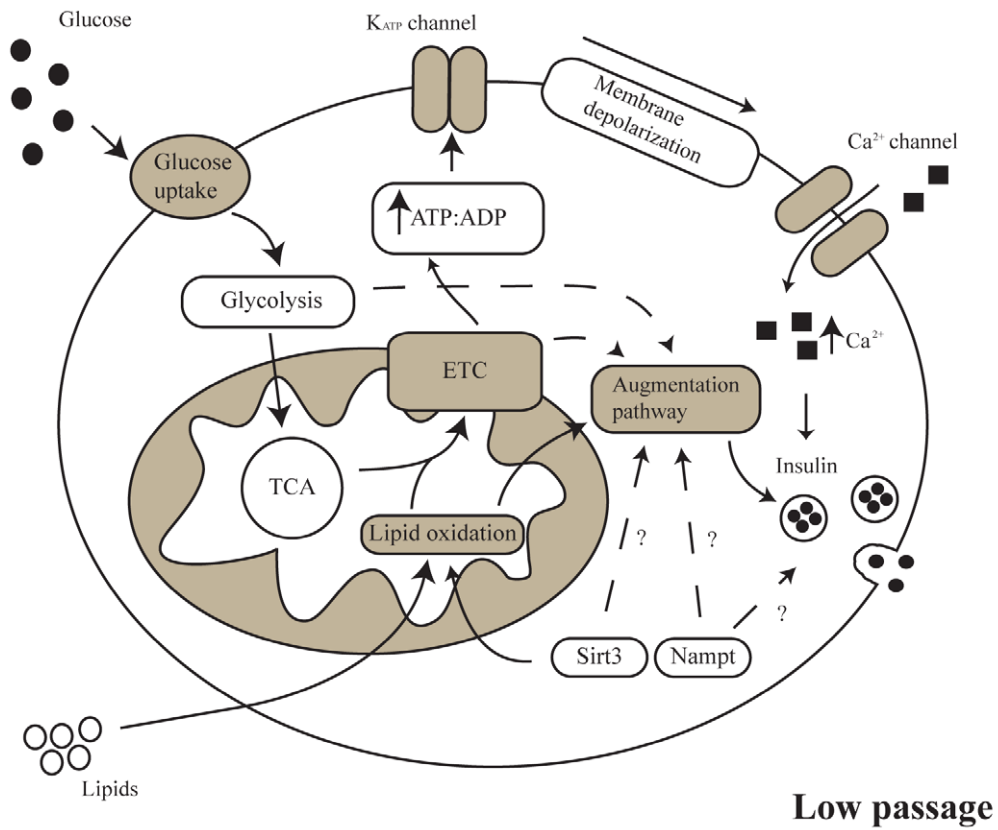 Glucose
KATP channel
Membrane
depolarization
Ca²⁺ channel
Glucose
uptake
ATP:ADP
Glycolysis
Ca²⁺
ETC
Augmentation
pathway
TCA
Insulin
Lipid oxidation
?
?
?
Sirt3
Nampt
Lipids
Low passage